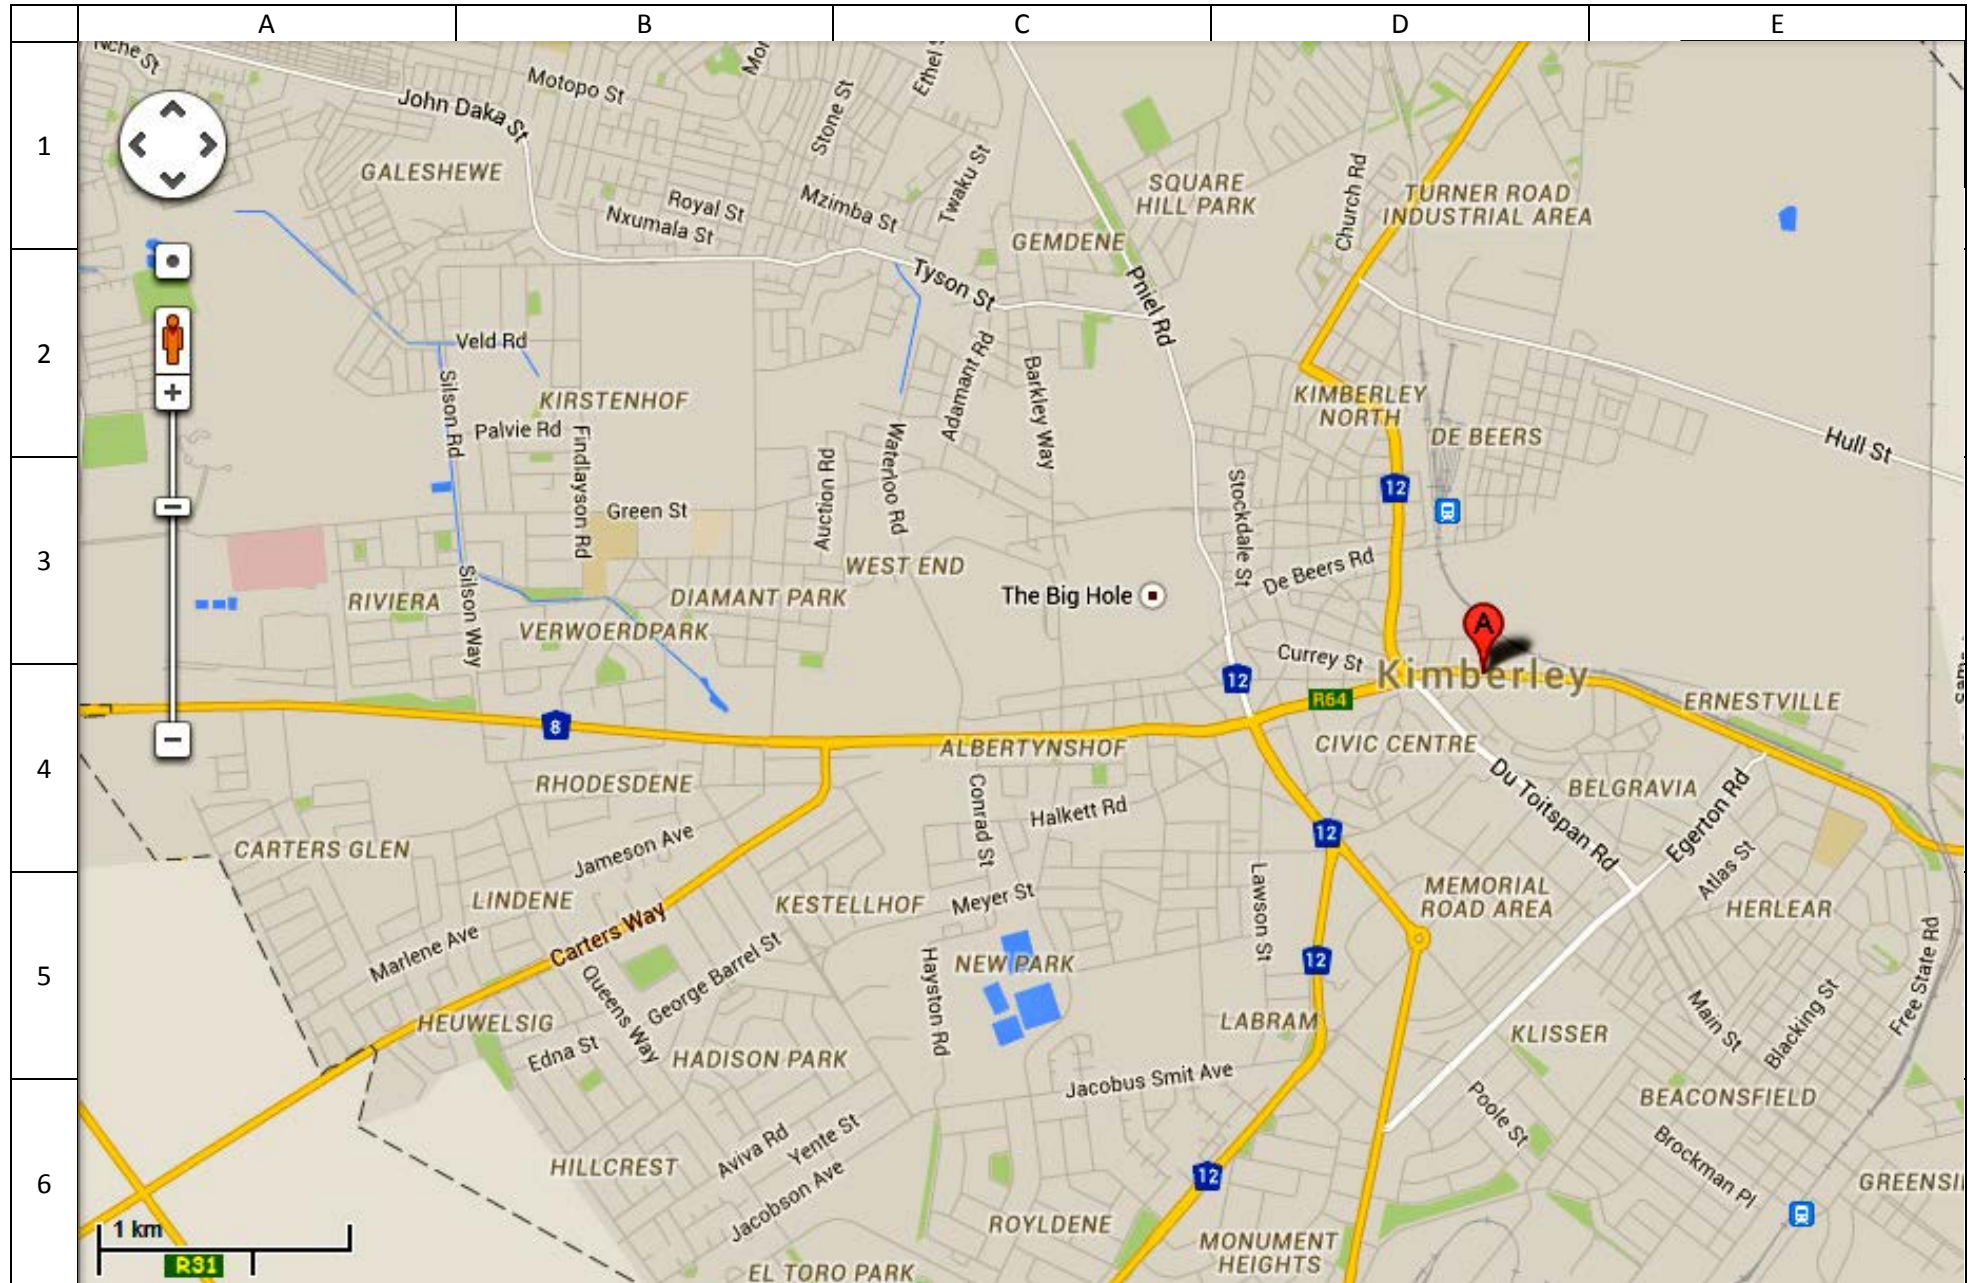 A B C D E
1
2
3
4
5
6
Nche St
John Daka St
Motopo St
Stone St
GALESHEWE
Royal St
Nxumala St
Mzimba St
Twaku St
SQUARE
HILL PARK
Church Rd
TURNER ROAD
INDUSTRIAL AREA
GEMDENE
Tyson St
Pniel Rd
Veld Rd
Silson Rd
KIRSTENHOF
Palvie Rd
Findlayson Rd
Adamant Rd
Barkley Way
Waterloo Rd
Auction Rd
KIMBERLEY
NORTH
DE BEERS
Hull St
12
Stockdale St
Green St
De Beers Rd
WEST END
The Big Hole
RIVIERA
Silson Way
DIAMANT PARK
VERWOERDPARK
A
Currey St
Kimberley
12
R64
ERNESTVILLE
8
ALBERTYNSHOF
CIVIC CENTRE
RHODESDENE
Conrad St
Halkett Rd
Du Toitspan Rd
BELGRAVIA
Egerton Rd
12
Atlas St
CARTERS GLEN
Jameson Ave
LINDENE
Carters Way
KESTELLHOF
Meyer St
Lawson St
MEMORIAL
ROAD AREA
HERLEAR
Marlene Ave
Queens Way
George Barrel St
Hayston Rd
NEW PARK
12
Free State Rd
HEUWELSIG
Edna St
HADISON PARK
LABRAM
KLISSER
Main St
Blacking St
Jacobus Smit Ave
Poole St
BEACONSFIELD
Brockman Pl
HILLCREST
Aviva Rd
Yente St
Jacobson Ave
12
ROYLDENE
MONUMENT
HEIGHTS
EL TORO PARK
1 km
R31